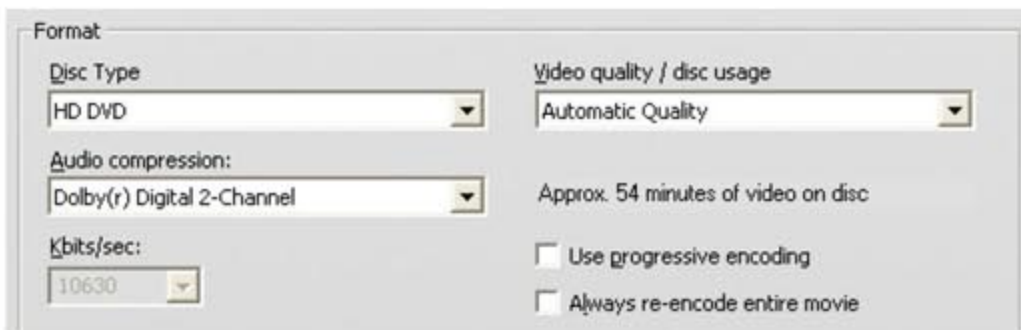 Format
Disc Type
HD DVD
Video quality / disc usage
Automatic Quality
Audio compression:
Dolby(r) Digital 2-Channel
Approx. 54 minutes of video on disc
Kbits/sec:
10630
Use progressive encoding
Always re-encode entire movie